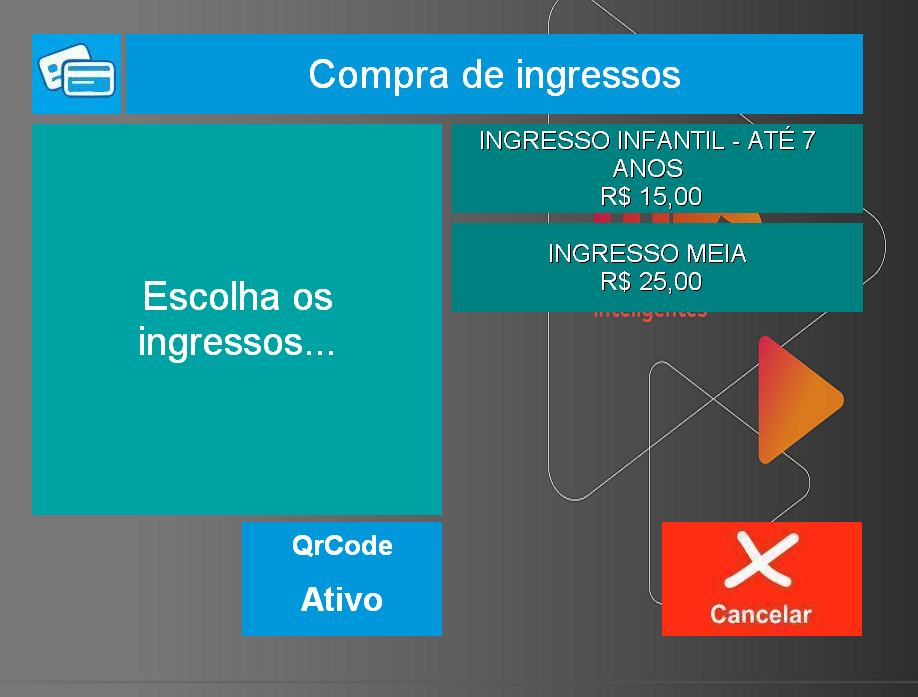 Compra de ingressos
INGRESSO INFANTIL - ATÉ 7
ANOS
R$ 15,00
INGRESSO MEIA
R$ 25,00
inteligentes
Escolha os
ingressos...
QrCode
Ativo
Cancelar